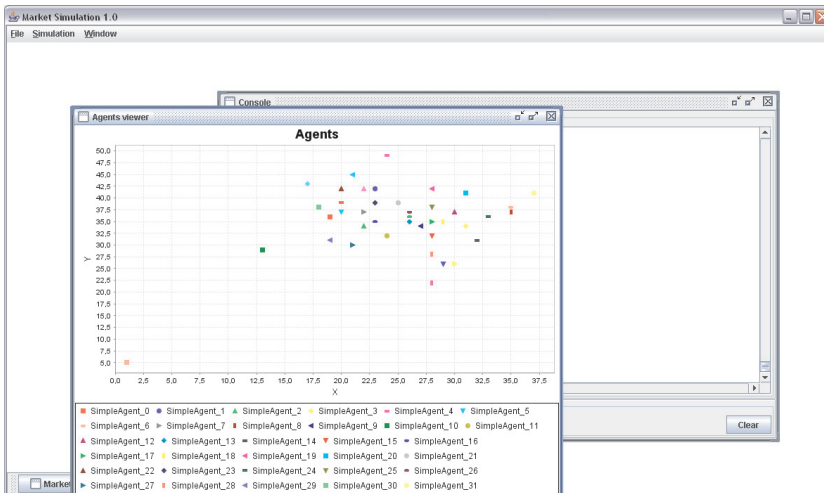 Market Simulation 1.0
File Simulation Window
Console
Agents viewer
Agents
50,0
47,5
45,0
42,5
40,0
37,5
35,0
32,5
30,0
27,5
25,0
22,5
20,0
17,5
15,0
12,5
10,0
7,5
5,0
Y
0,0 2,5 5,0 7,5 10,0 12,5 15,0 17,5 20,0 22,5 25,0 27,5 30,0 32,5 35,0 37,5
X
SimpleAgent_0 SimpleAgent_1 SimpleAgent_2 SimpleAgent_3 SimpleAgent_4 SimpleAgent_5
SimpleAgent_6 SimpleAgent_7 SimpleAgent_8 SimpleAgent_9 SimpleAgent_10 SimpleAgent_11
SimpleAgent_12 SimpleAgent_13 SimpleAgent_14 SimpleAgent_15 SimpleAgent_16
SimpleAgent_17 SimpleAgent_18 SimpleAgent_19 SimpleAgent_20 SimpleAgent_21
SimpleAgent_22 SimpleAgent_23 SimpleAgent_24 SimpleAgent_25 SimpleAgent_26
SimpleAgent_27 SimpleAgent_28 SimpleAgent_29 SimpleAgent_30 SimpleAgent_31
Clear
Market